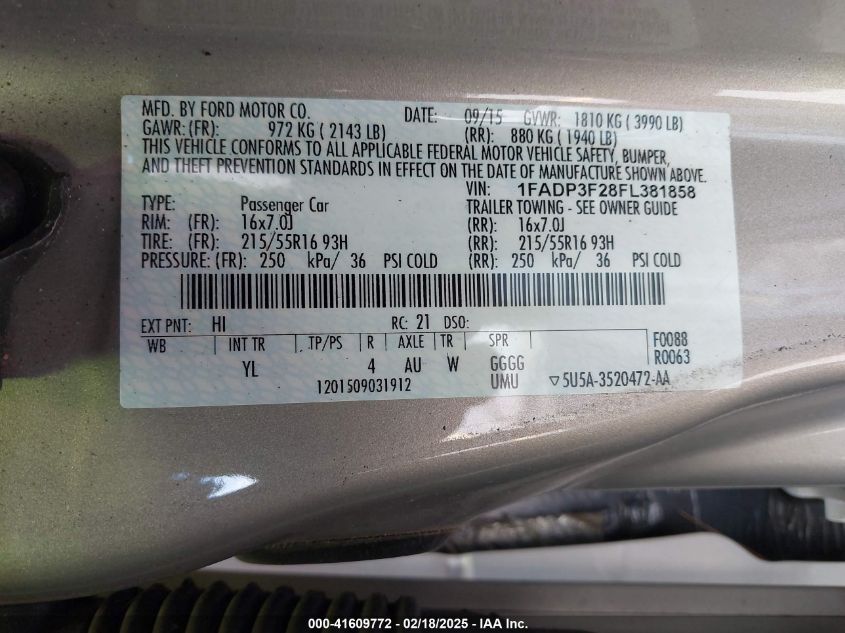 MFD. BY FORD MOTOR CO. DATE: 09/15 GVWR: 1810 KG ( 3990 LB)
GAWR: (FR): 972 KG ( 2143 LB) (RR): 880 KG ( 1940 LB)
THIS VEHICLE CONFORMS TO ALL APPLICABLE FEDERAL MOTOR VEHICLE SAFETY, BUMPER,
AND THEFT PREVENTION STANDARDS IN EFFECT ON THE DATE OF MANUFACTURE SHOWN ABOVE.
VIN: 1FADP3F28FL381858
TYPE: Passenger Car TRAILER TOWING - SEE OWNER GUIDE
RIM: (FR): 16x7.0J (RR): 16x7.0J
TIRE: (FR): 215/55R16 93H (RR): 215/55R16 93H
PRESSURE: (FR): 250 kPa/ 36 PSI COLD (RR): 250 kPa/ 36 PSI COLD
EXT PNT: HI RC: 21 DSO:
WB INT TR TP/PS R AXLE TR SPR F0088
YL 4 AU W GGGG R0063
1201509031912 UMU ▽5U5A-3520472-AA
000-41609772 - 02/18/2025 - IAA Inc.